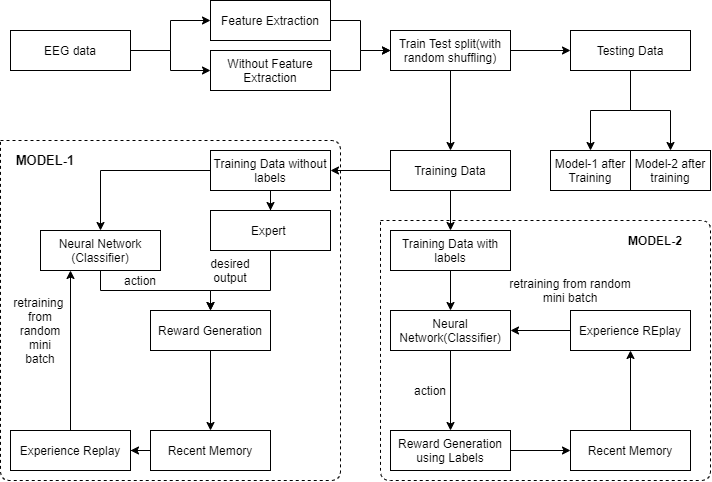 Feature Extraction
EEG data
Without Feature
Extraction
Train Test split(with
random shuffling)
Testing Data
MODEL-1
Training Data without
labels
Training Data
Model-1 after
Training
Model-2 after
training
Expert
Neural Network
(Classifier)
action
desired
output
retraining
from
random
mini
batch
Reward Generation
Experience Replay
Recent Memory
MODEL-2
Training Data with
labels
retraining from random
mini batch
Neural
Network(Classifier)
Experience REplay
action
Reward Generation
using Labels
Recent Memory